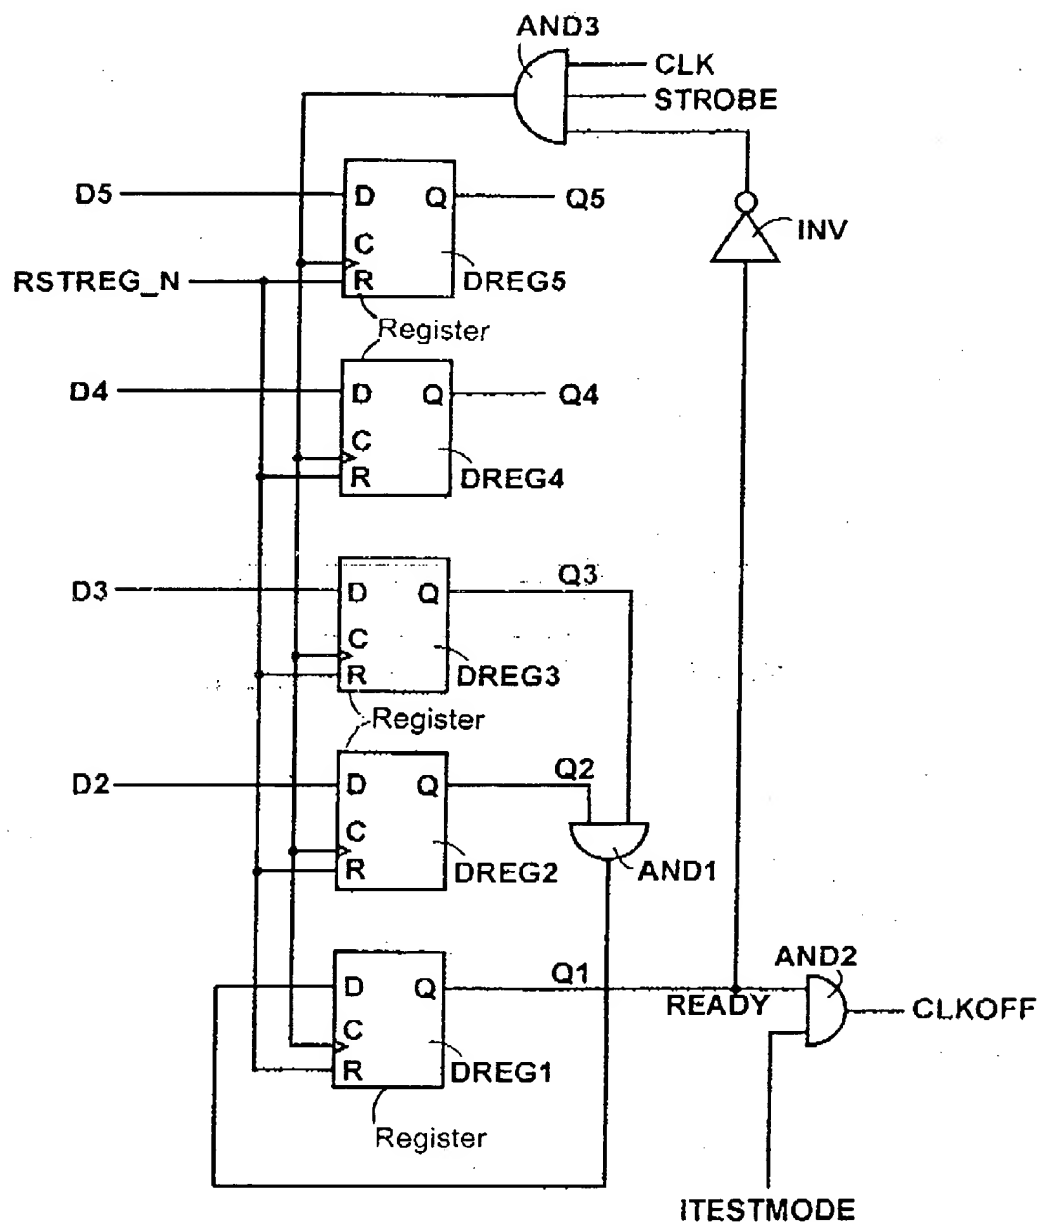 AND3
CLK
STROBE
D5
D Q
Q5
C
INV
RSTREG_N
R
DREG5
Register
D4
D Q
Q4
C
R
DREG4
D3
D Q
Q3
C
R
DREG3
Register
D2
D Q
Q2
C
R
DREG2
AND1
D Q
Q1
READY
AND2
CLKOFF
C
R
DREG1
Register
ITESTMODE